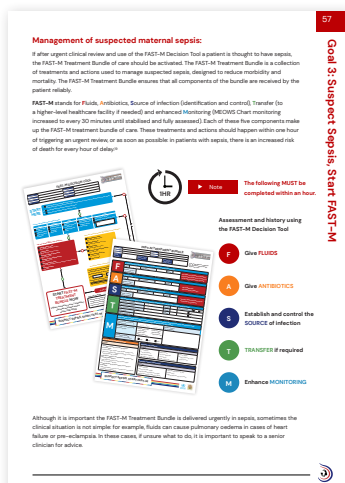 57
Goal 3: Suspect Sepsis, Start FAST-M
Management of suspected maternal sepsis:
If after urgent clinical review and use of the FAST-M Decision Tool a patient is thought to have sepsis,
the FAST-M Treatment Bundle of care should be activated. The FAST-M Treatment Bundle is a collection
of treatments and actions used to manage suspected sepsis, designed to reduce morbidity and
mortality. The FAST-M Treatment Bundle ensures that all components of the bundle are received by the
patient reliably.
FAST-M stands for Fluids, Antibiotics, Source of infection (identification and control), Transfer (to
a higher-level healthcare facility if needed) and enhanced Monitoring (MEOWS Chart monitoring
increased to every 30 minutes until stabilised and fully assessed). Each of these five components make
up the FAST-M treatment bundle of care. These treatments and actions should happen within one hour
of triggering an urgent review, or as soon as possible: in patients with sepsis, there is an increased risk
of death for every hour of delay.
1HR
Note
The following MUST be
completed within an hour.
Assessment and history using
the FAST-M Decision Tool
F Give FLUIDS
A Give ANTIBIOTICS
S Establish and control the
SOURCE of infection
T TRANSFER if required
M Enhance MONITORING
F
A
S
T
M
Although it is important the FAST-M Treatment Bundle is delivered urgently in sepsis, sometimes the
clinical situation is not simple: for example, fluids can cause pulmonary oedema in cases of heart
failure or pre-eclampsia. In these cases, if unsure what to do, it is important to speak to a senior
clinician for advice.